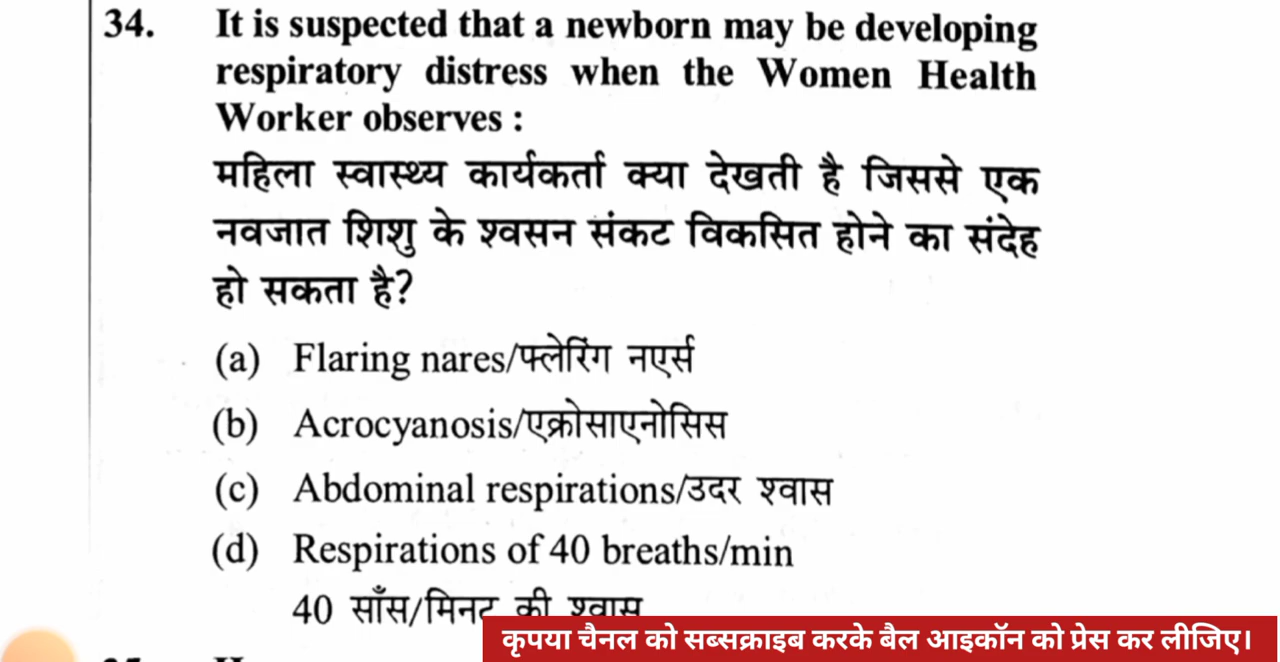 34. It is suspected that a newborn may be developing
respiratory distress when the Women Health
Worker observes :
महिला स्वास्थ्य कार्यकर्ता क्या देखती है जिससे एक
नवजात शिशु के श्वसन संकट विकसित होने का संदेह
हो सकता है?
(a) Flaring nares/फ्लेरिंग नएर्स
(b) Acrocyanosis/एक्रोसाएनोसिस
(c) Abdominal respirations/उदर श्वास
(d) Respirations of 40 breaths/min
40 साँस/मिनट की श्वास
कृपया चैनल को सब्सक्राइब करके बैल आइकॉन को प्रेस कर लीजिए।